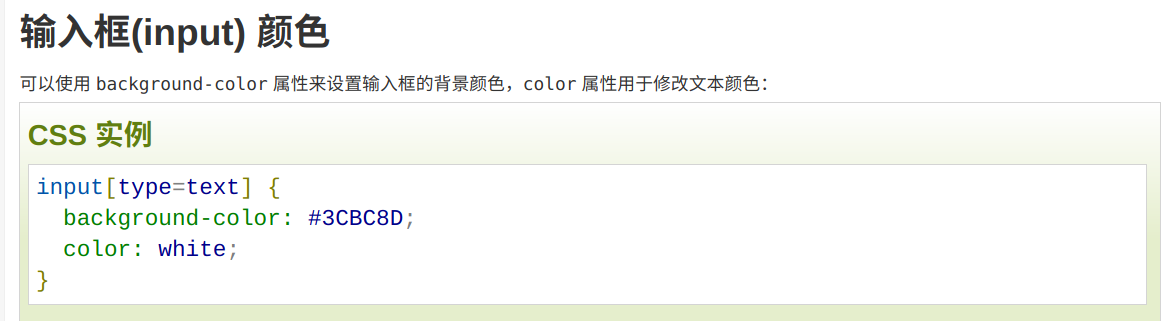 输入框(input) 颜色
可以使用 background-color 属性来设置输入框的背景颜色，color 属性用于修改文本颜色：
CSS 实例
input[type=text] {
  background-color: #3CBC8D;
  color: white;
}